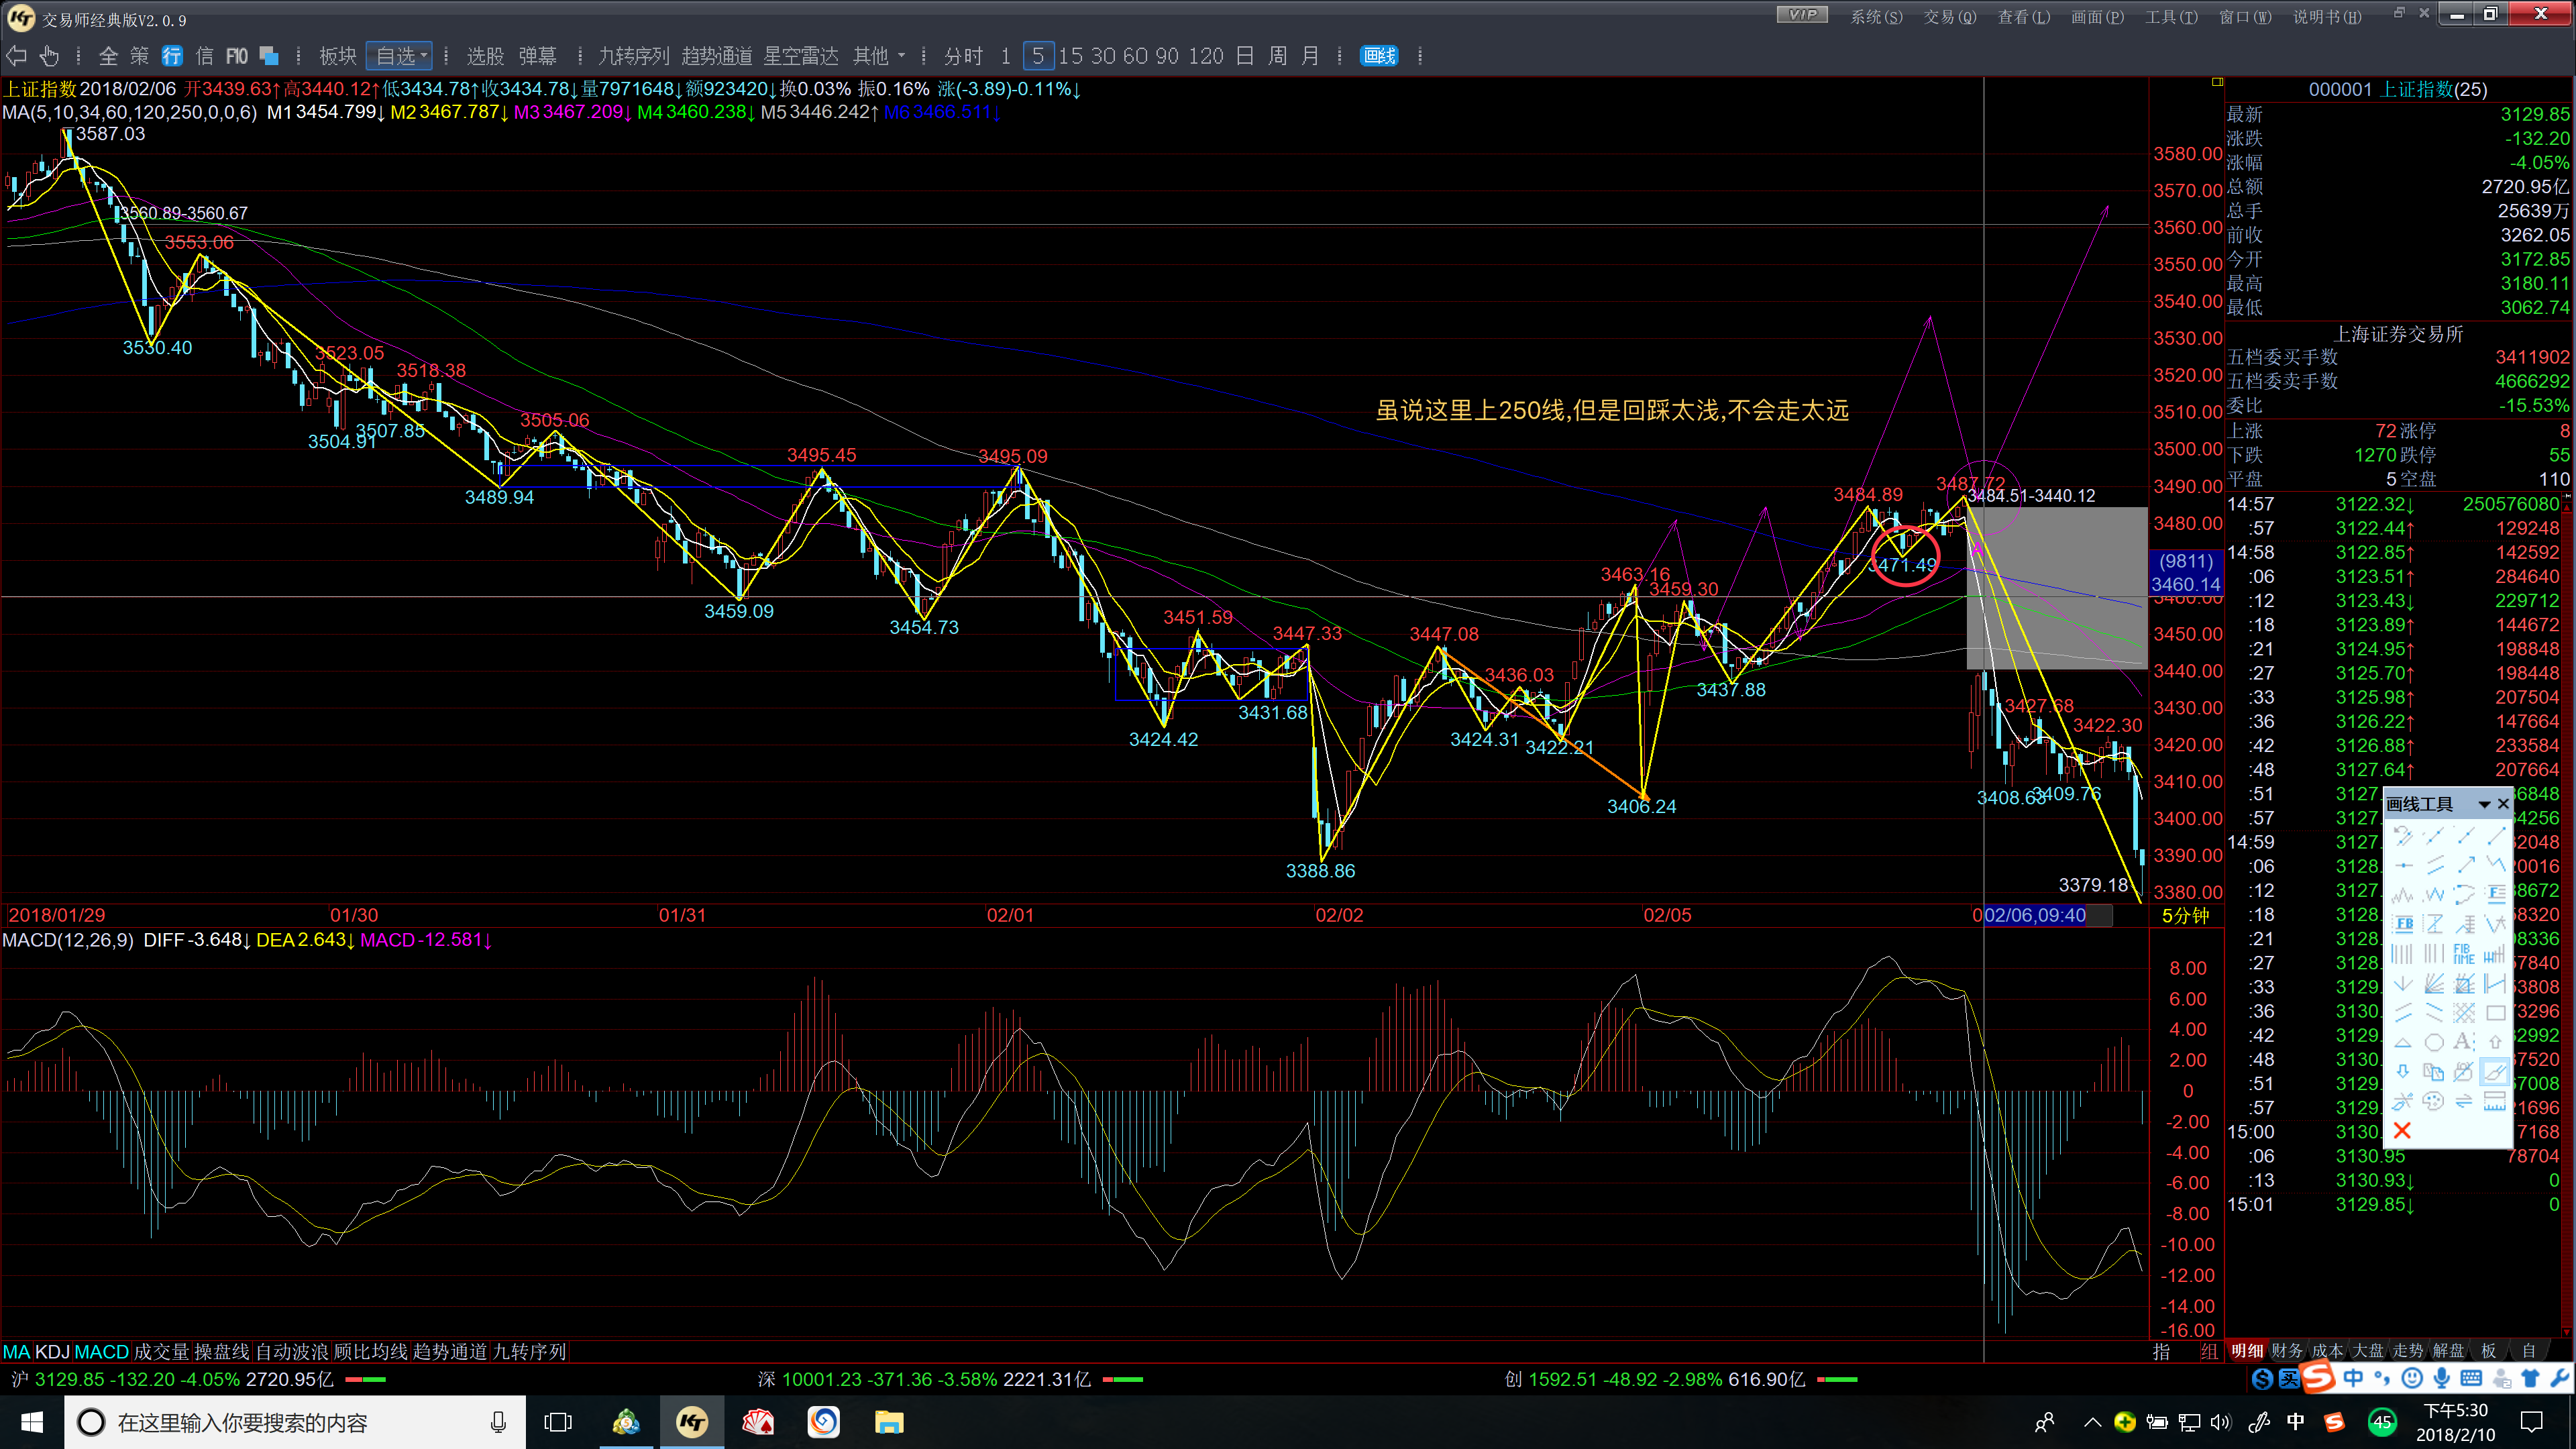 交易师经典版V2.0.9
VIP 系统(S) 交易(Q) 查看(L) 画面(P) 工具(T) 窗口(W) 说明书(H)
全 策 行 信 F10 板块 自选 选股 弹幕 九转序列 趋势通道 星空雷达 其他 分时 1 5 15 30 60 90 120 日 周 月 画线
上证指数 2018/02/06 开3439.63↑高3440.12↑低3434.78↑收3434.78↓量7971648↓额923420↓换0.03% 振0.16% 涨(-3.89)-0.11%↓
MA(5,10,34,60,120,250,0,0,6) M1 3454.799↓ M2 3467.787↓ M3 3467.209↓ M4 3460.238↓ M5 3446.242↑ M6 3466.511↓
3587.03
3560.89-3560.67
3553.06
3530.40
3523.05
3518.38
3504.91
3507.85
3505.06
3489.94
3495.45
3459.09
3454.73
3495.09
3451.59
3447.33
3424.42
3431.68
3388.86
3447.08
3436.03
3424.31
3422.21
3463.16
3459.30
3406.24
3437.88
虽说这里上250线,但是回踩太浅,不会走太远
3484.89
3487.72
3484.51-3440.12
3471.49
3427.68
3422.30
3408.63
3409.76
3379.18
3580.00
3570.00
3560.00
3550.00
3540.00
3530.00
3520.00
3510.00
3500.00
3490.00
3480.00
(9811)
3460.14
3450.00
3440.00
3430.00
3420.00
3410.00
3400.00
3390.00
3380.00
2018/01/29 01/30 01/31 02/01 02/02 02/05 02/06,09:40 5分钟
MACD(12,26,9) DIFF -3.648↓ DEA 2.643↓ MACD -12.581↓
8.00
6.00
4.00
2.00
0
-2.00
-4.00
-6.00
-8.00
-10.00
-12.00
-14.00
-16.00
MA KDJ MACD 成交量 操盘线 自动波浪 顾比均线 趋势通道 九转序列
指 组
000001 上证指数(25)
最新 3129.85
涨跌 -132.20
涨幅 -4.05%
总额 2720.95亿
总手 25639万
前收 3262.05
今开 3172.85
最高 3180.11
最低 3062.74
上海证券交易所
五档委买手数 3411902
五档委卖手数 4666292
委比 -15.53%
上涨 72 涨停 8
下跌 1270 跌停 55
平盘 5 空盘 110
14:57 3122.32↓ 250576080
:57 3122.44↑ 129248
14:58 3122.85↑ 142592
:06 3123.51↑ 284640
:12 3123.43↓ 229712
:18 3123.89↑ 144672
:21 3124.95↑ 198848
:27 3125.70↑ 198448
:33 3125.98↑ 207504
:36 3126.22↑ 147664
:42 3126.88↑ 233584
:48 3127.64↑ 207664
:51 3127. 6848
:57 3127. 4256
14:59 3127. 2048
:06 3128. 0016
:12 3127. 8672
:18 3128. 8320
:21 3128. 8336
:27 3128. 7840
:33 3129. 3808
:36 3130. 3296
:42 3129. 2992
:48 3130. 7520
:51 3129. 7008
:57 3129. 1696
15:00 3130. 7168
:06 3130.95 78704
:13 3130.93↓ 0
15:01 3129.85↓ 0
画线工具
F
FB
FIB TIME
A
明细 财务 成本 大盘 走势 解盘 板 自
沪 3129.85 -132.20 -4.05% 2720.95亿 深 10001.23 -371.36 -3.58% 2221.31亿 创 1592.51 -48.92 -2.98% 616.90亿
S 买 S 中
在这里输入你要搜索的内容
KT
中 S 45
下午5:30
2018/2/10